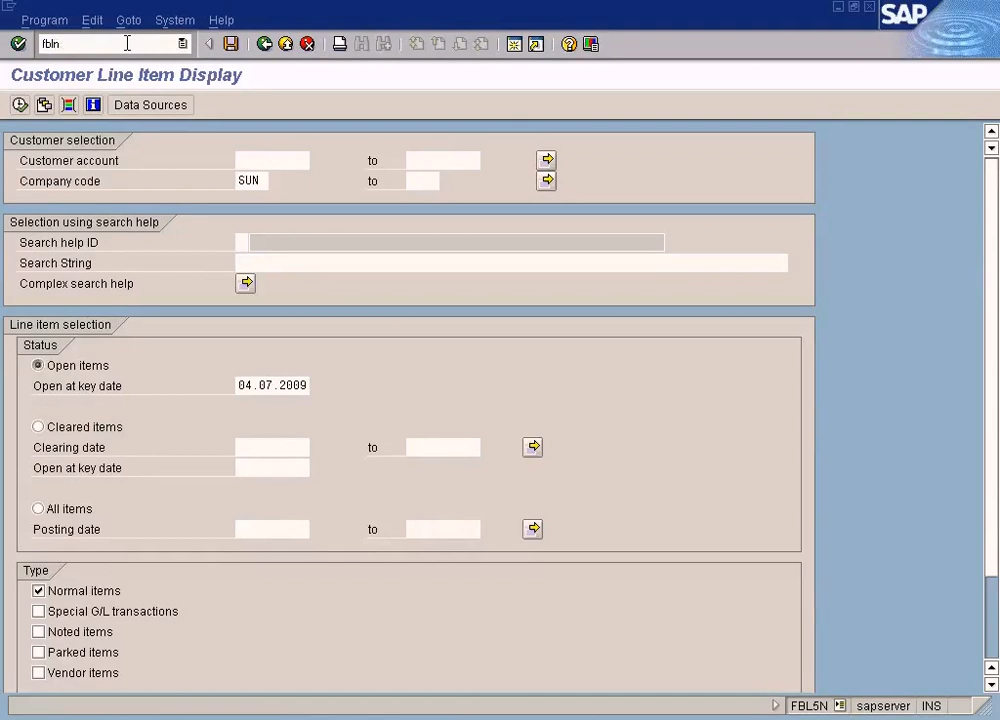 Program Edit Goto System Help
SAP
fbln
Customer Line Item Display
Data Sources
Customer selection
Customer account to
Company code SUN to
Selection using search help
Search help ID
Search String
Complex search help
Line item selection
Status
Open items
Open at key date 04.07.2009
Cleared items
Clearing date to
Open at key date
All items
Posting date to
Type
Normal items
Special G/L transactions
Noted items
Parked items
Vendor items
FBL5N sapserver INS